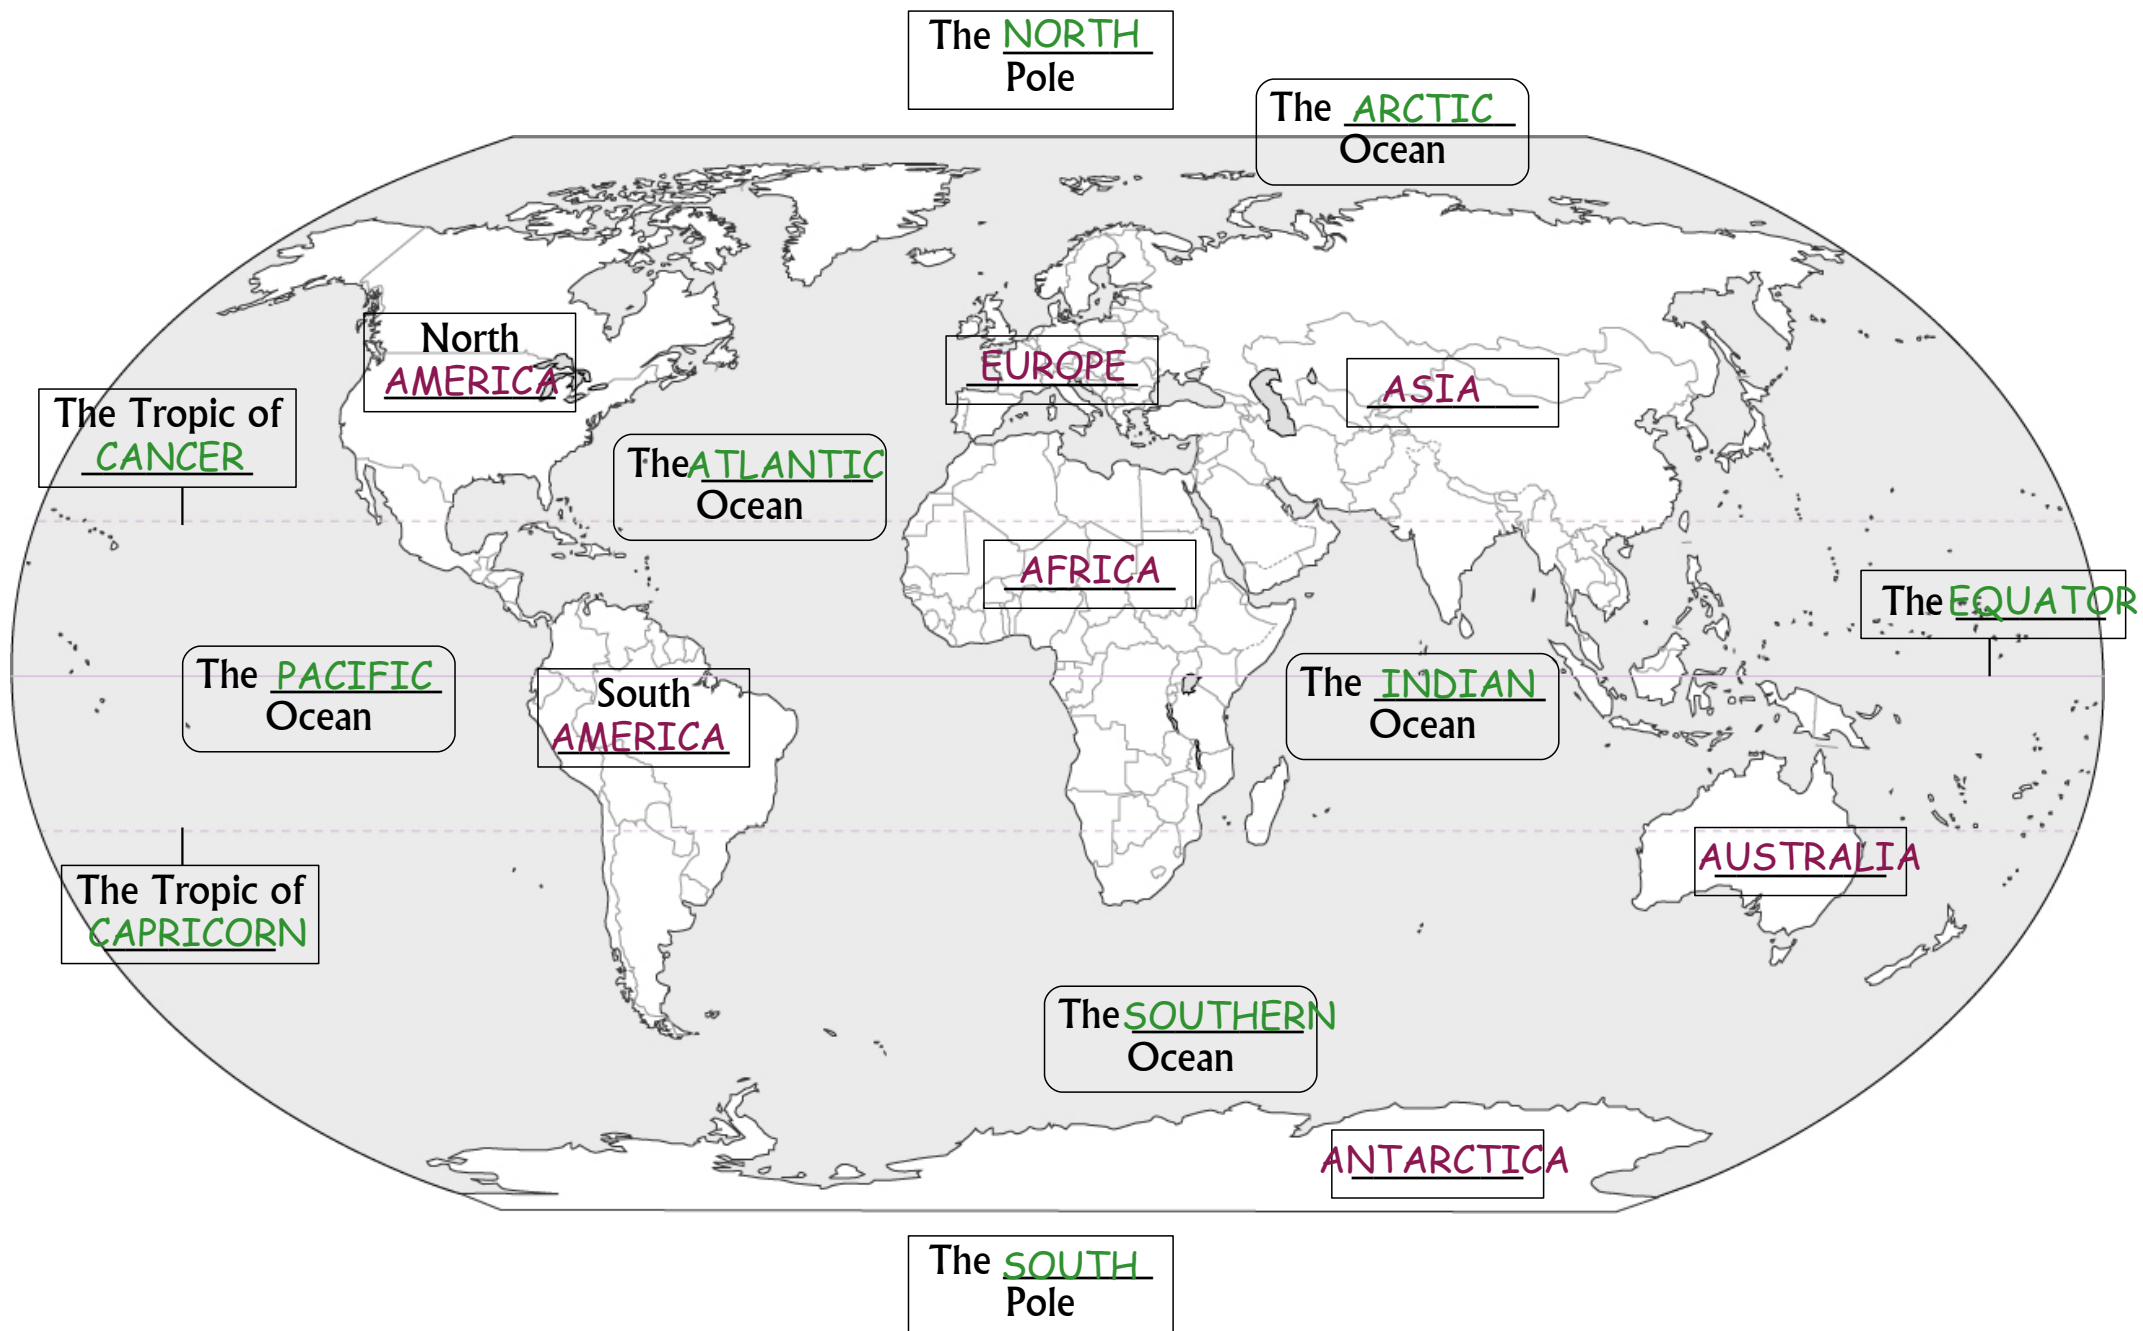 The NORTH
Pole
The ARCTIC
Ocean
North
AMERICA
EUROPE
ASIA
The Tropic of
CANCER
The ATLANTIC
Ocean
AFRICA
The EQUATOR
The PACIFIC
Ocean
South
AMERICA
The INDIAN
Ocean
AUSTRALIA
The Tropic of
CAPRICORN
The SOUTHERN
Ocean
ANTARCTICA
The SOUTH
Pole